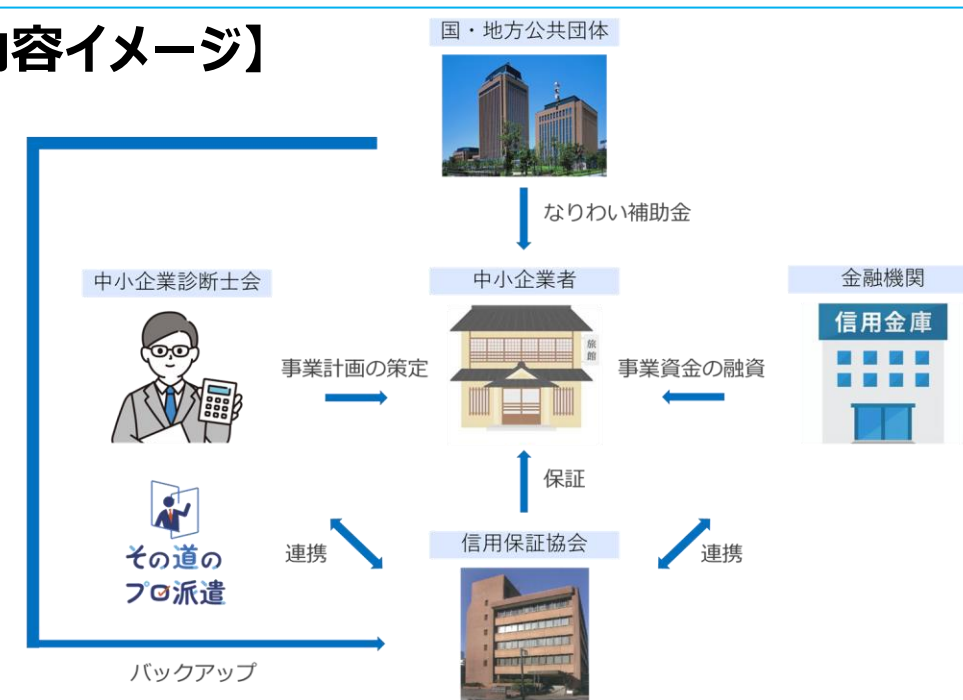 容イメージ】
国・地方公共団体
なりわい補助金
中小企業診断士会
中小企業者
金融機関
信用金庫
旅館
事業計画の策定
事業資金の融資
保証
その道の
プロ派遣
連携
信用保証協会
連携
バックアップ